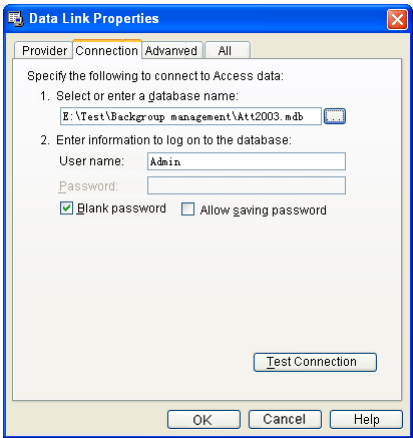 Data Link Properties
Provider Connection Advanved All
Specify the following to connect to Access data:
1. Select or enter a database name:
E:\Test\Backgroup management\Att2003.mdb ...
2. Enter information to log on to the database:
User name: Admin
Password:
Blank password Allow saving password
Test Connection
OK Cancel Help